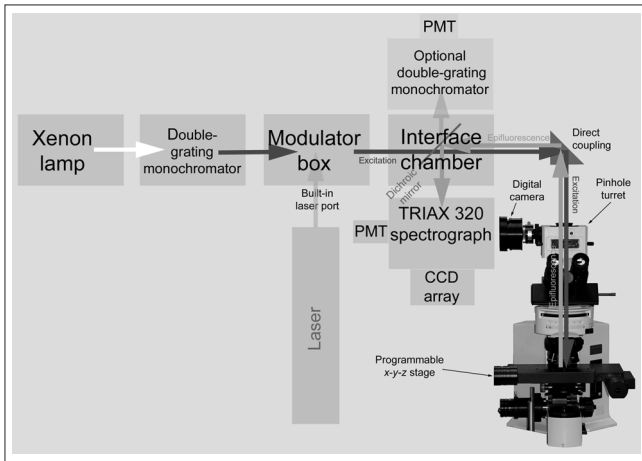 PMT
Optional
double-grating
monochromator
Xenon
lamp
Double-
grating
monochromator
Modulator
box
Interface
chamber
Epifluorescence
Direct
coupling
Excitation
Dichroic
mirror
Built-in
laser port
Excitation
Digital
camera
Pinhole
turret
TRIAX 320
spectrograph
PMT
CCD
array
Epifluorescence
Laser
Programmable
x-y-z stage